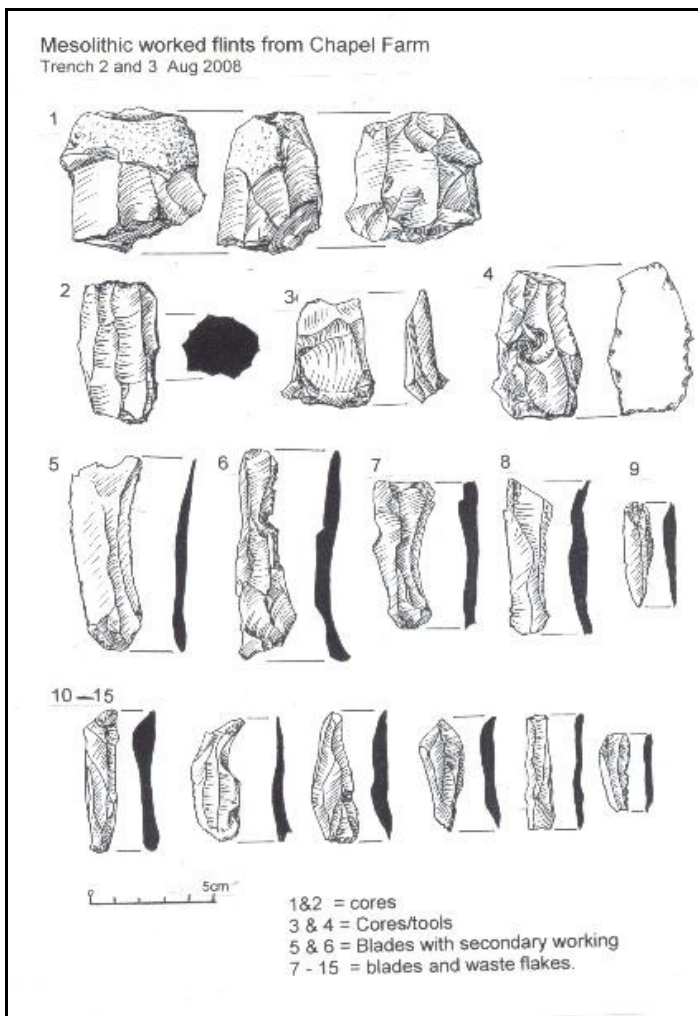 Mesolithic worked flints from Chapel Farm
Trench 2 and 3 Aug 2008
1
2
3
4
5
6
7
8
9
10 – 15
0
5cm
1&2 = cores
3 & 4 = Cores/tools
5 & 6 = Blades with secondary working
7 - 15 = blades and waste flakes.